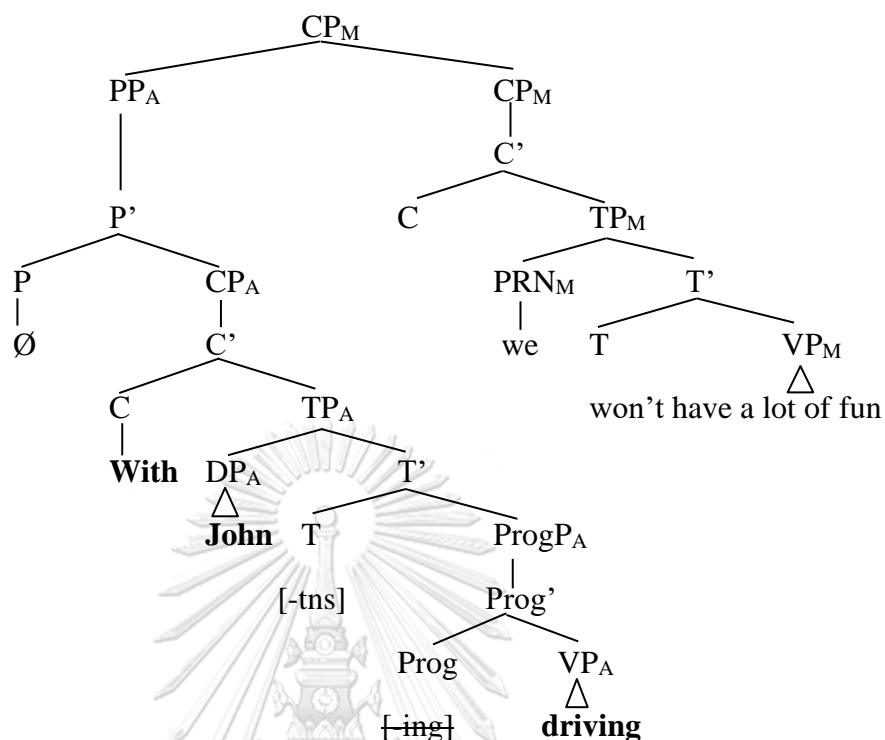 CPM
PPA CPM
C’
P’ C TPM
P CPA PRNM T’
Ø C’ we T VPM
C TPA won’t have a lot of fun
With DPA T’
John T ProgPA
[-tns] Prog’
Prog VPA
[-ing] driving